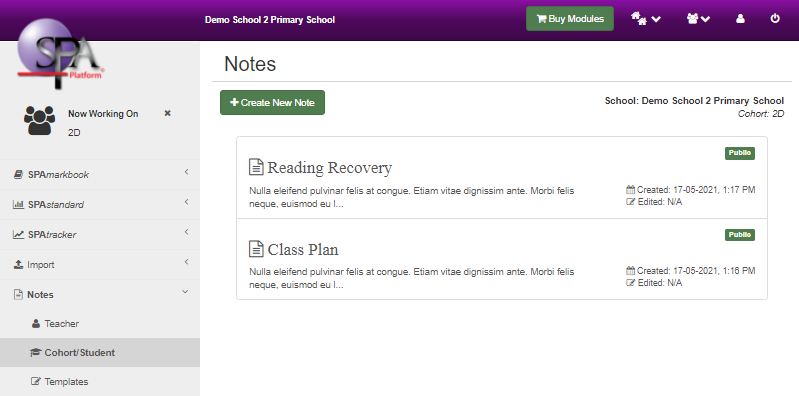 Demo School 2 Primary School
Buy Modules
SPA
Platform
Now Working On
2D
SPAmarkbook
SPAstandard
SPAtracker
Import
Notes
Teacher
Cohort/Student
Templates
Notes
Create New Note
School: Demo School 2 Primary School
Cohort: 2D
Public
Reading Recovery
Nulla eleifend pulvinar felis at congue. Etiam vitae dignissim ante. Morbi felis
neque, euismod eu l...
Created: 17-05-2021, 1:17 PM
Edited: N/A
Public
Class Plan
Nulla eleifend pulvinar felis at congue. Etiam vitae dignissim ante. Morbi felis
neque, euismod eu l...
Created: 17-05-2021, 1:16 PM
Edited: N/A